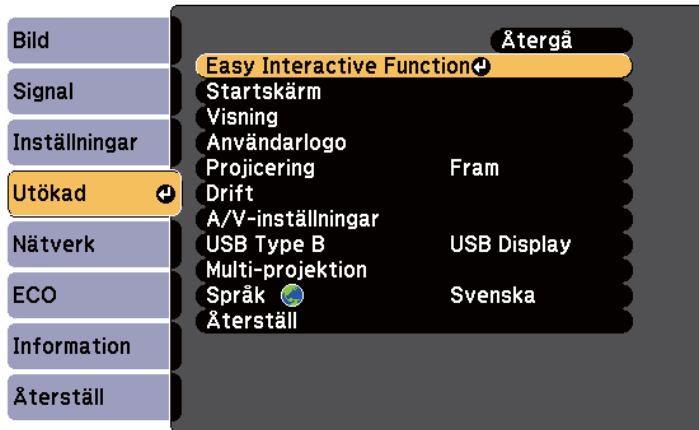 Bild
Signal
Inställningar
Utökad
Nätverk
ECO
Information
Återställ
Återgå
Easy Interactive Function
Startskärm
Visning
Användarlogo
Projicering Fram
Drift
A/V-inställningar
USB Type B USB Display
Multi-projektion
Språk Svenska
Återställ